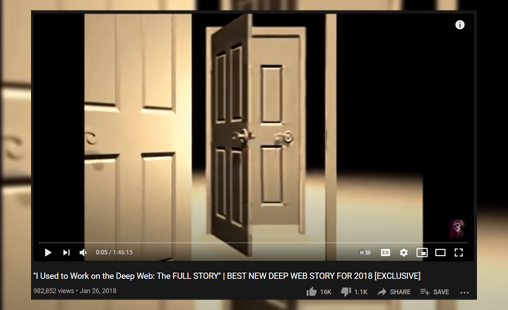 0:05 / 1:46:15
CC
"I Used to Work on the Deep Web: The FULL STORY" | BEST NEW DEEP WEB STORY FOR 2018 [EXCLUSIVE]
982,852 views • Jan 26, 2018 16K 1.1K SHARE SAVE